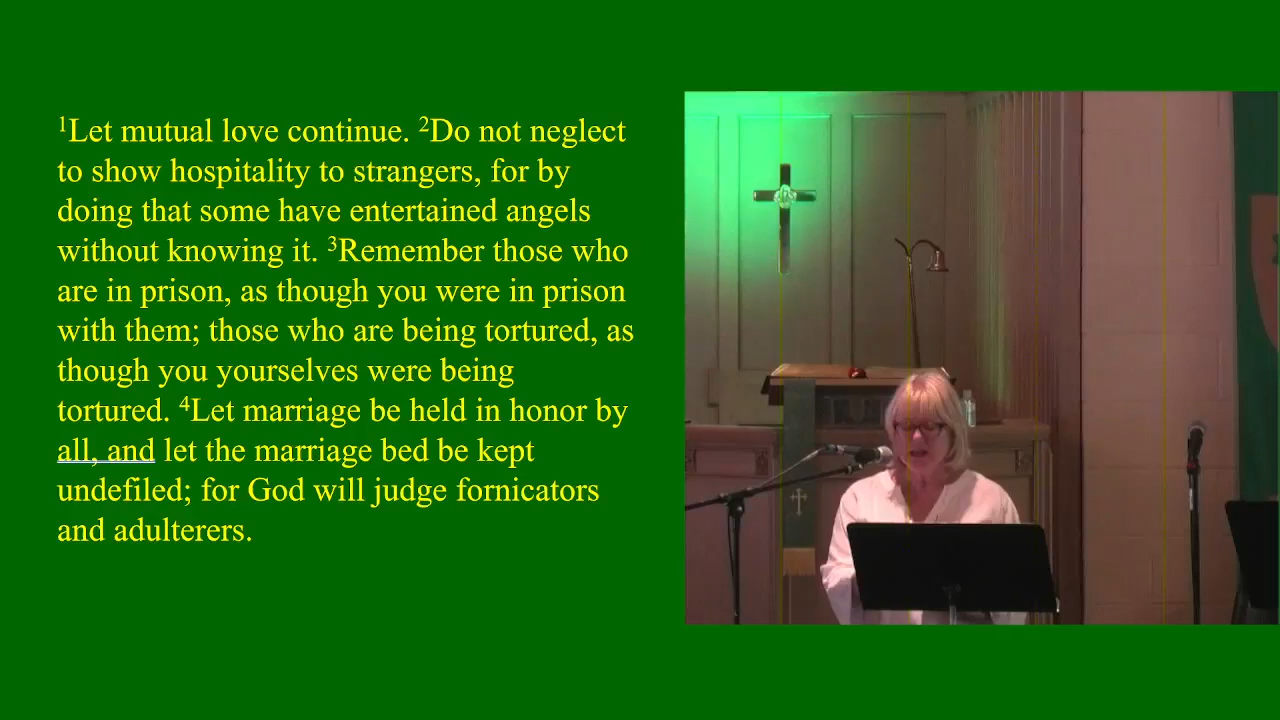 ¹Let mutual love continue. ²Do not neglect
to show hospitality to strangers, for by
doing that some have entertained angels
without knowing it. ³Remember those who
are in prison, as though you were in prison
with them; those who are being tortured, as
though you yourselves were being
tortured. ⁴Let marriage be held in honor by
all, and let the marriage bed be kept
undefiled; for God will judge fornicators
and adulterers.